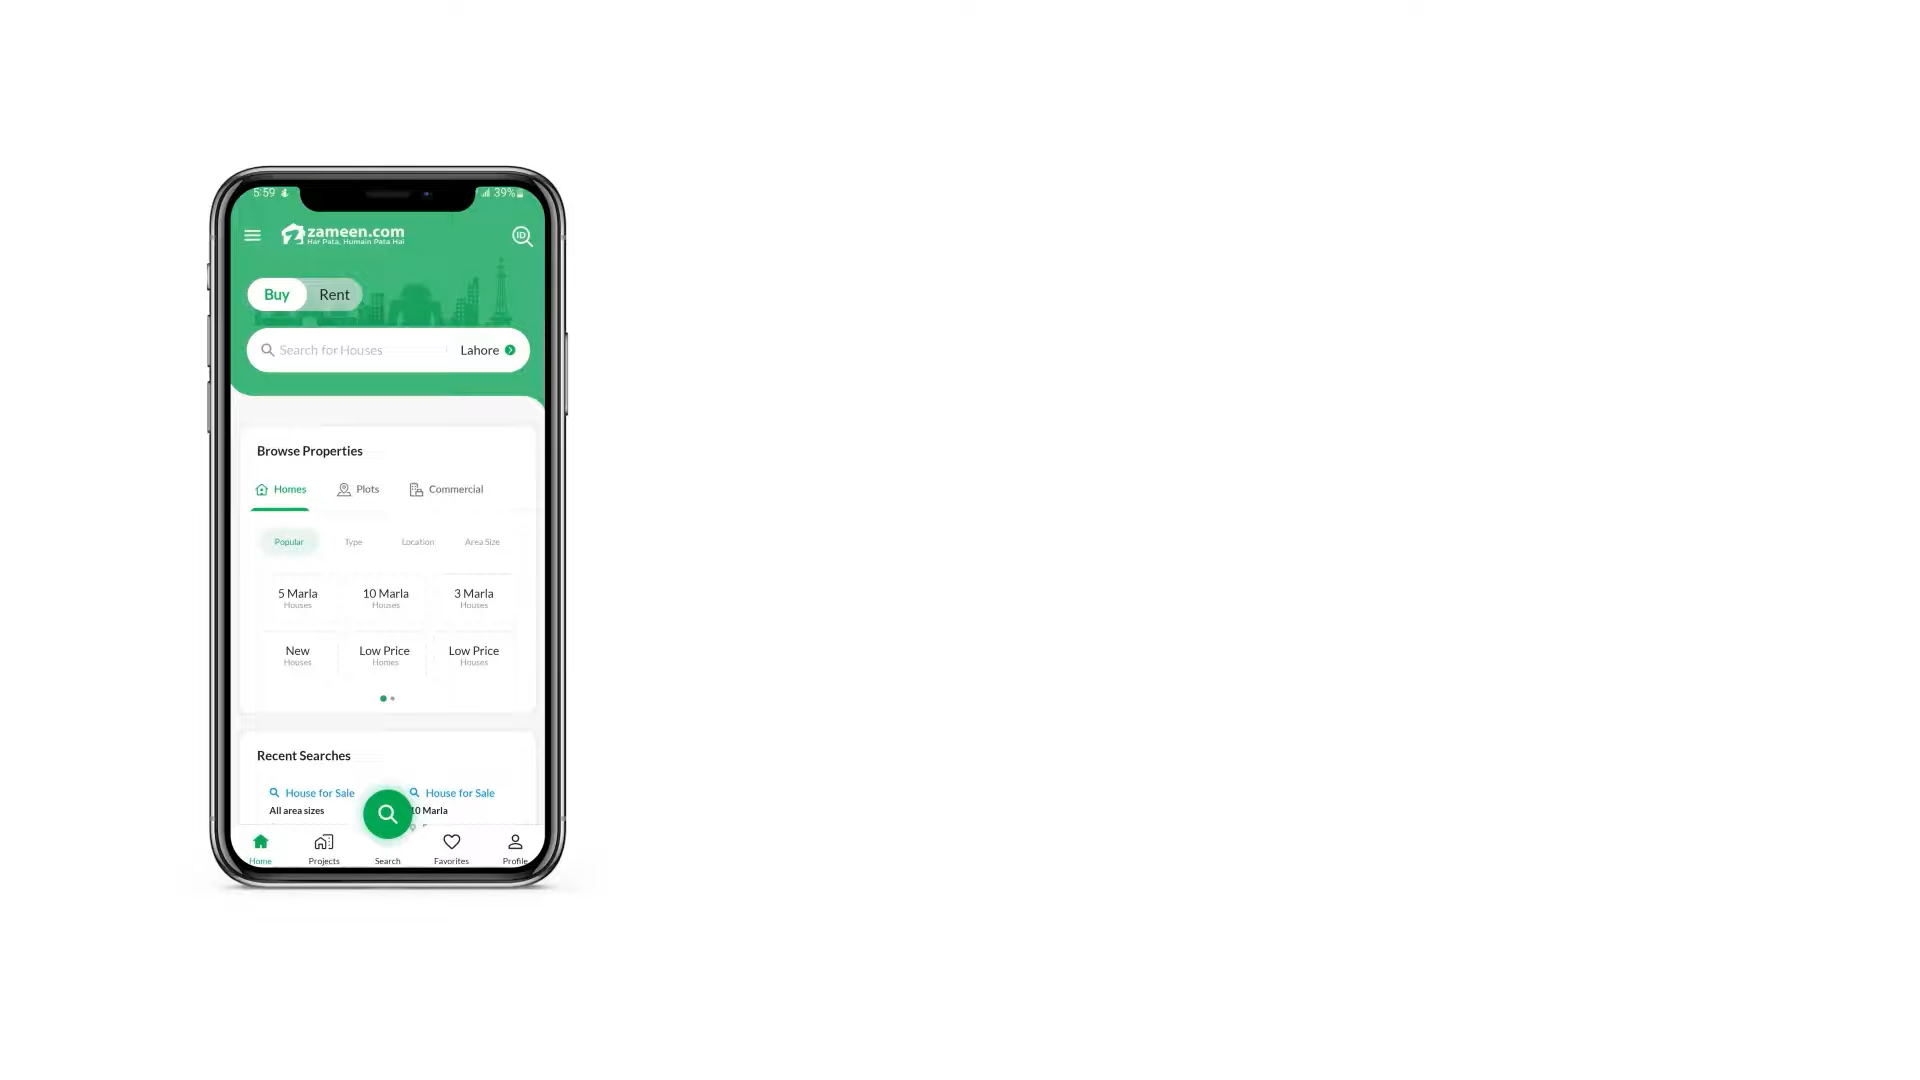 5:59
39%
zameen.com
Har Pata, Humain Pata Hai
ID
Buy
Rent
Search for Houses
Lahore
Browse Properties
Homes
Plots
Commercial
Popular
Type
Location
Area Size
5 Marla
Houses
10 Marla
Houses
3 Marla
Houses
New
Houses
Low Price
Homes
Low Price
Houses
Recent Searches
House for Sale
All area sizes
House for Sale
10 Marla
Home
Projects
Search
Favorites
Profile